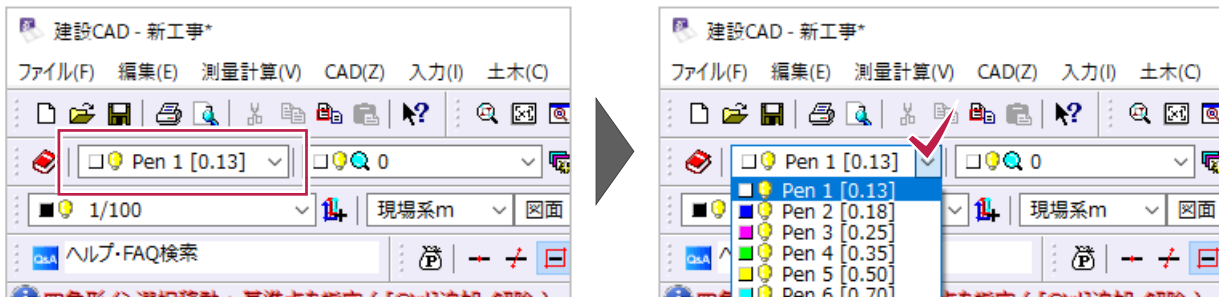 建設CAD - 新工事*
ファイル(F) 編集(E) 測量計算(V) CAD(Z) 入力(I) 土木(C)
Pen 1 [0.13] 0
1/100 現場系m 図面
Q&A ヘルプ・FAQ検索
建設CAD - 新工事*
ファイル(F) 編集(E) 測量計算(V) CAD(Z) 入力(I) 土木(C)
Pen 1 [0.13] 0
Pen 1 [0.13]
Pen 2 [0.18]
現場系m 図面
Pen 3 [0.25]
Pen 4 [0.35]
Q&A
Pen 5 [0.50]
Pen 6 [0.70]